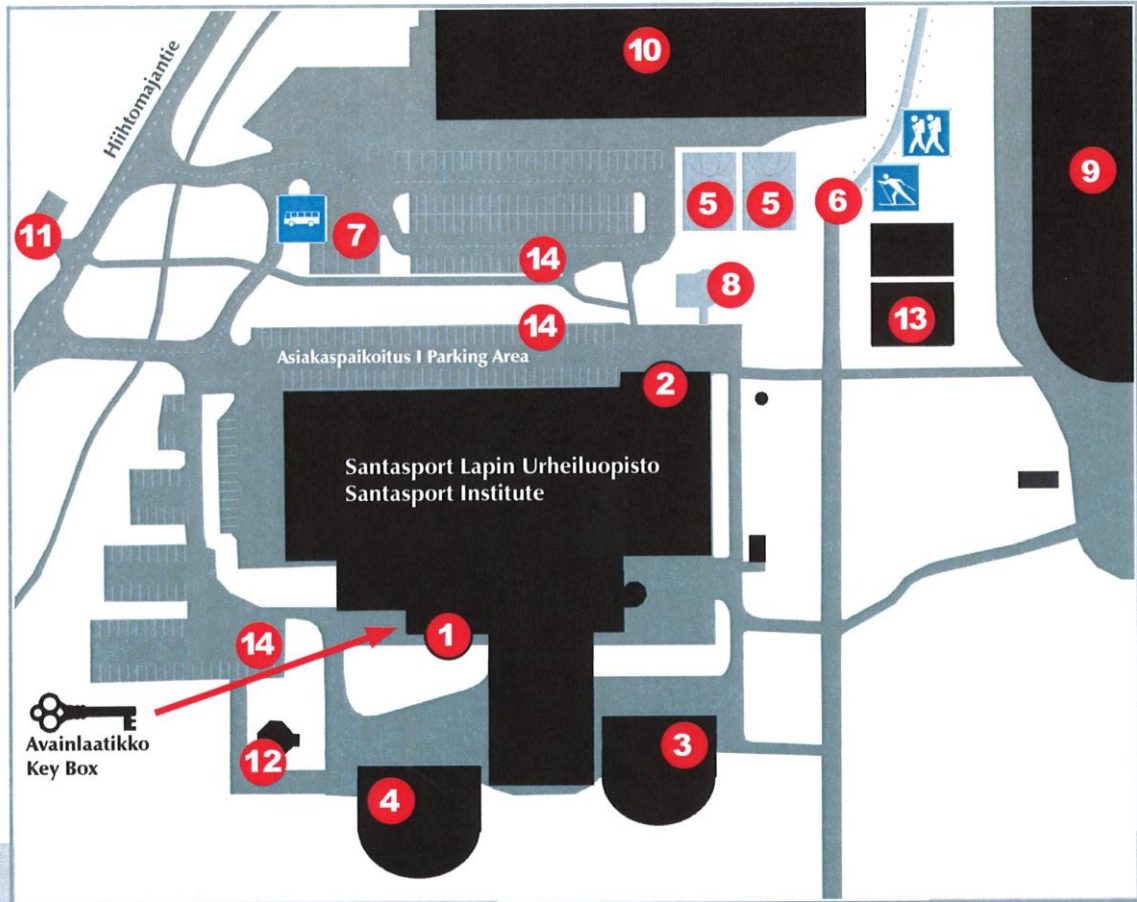 Hiihtomajantie
10
9
11
7
5
5
6
14
8
13
14
Asiakaspaikoitus I Parking Area
2
Santasport Lapin Urheiluopisto
Santasport Institute
1
14
Avainlaatikko
Key Box
12
3
4